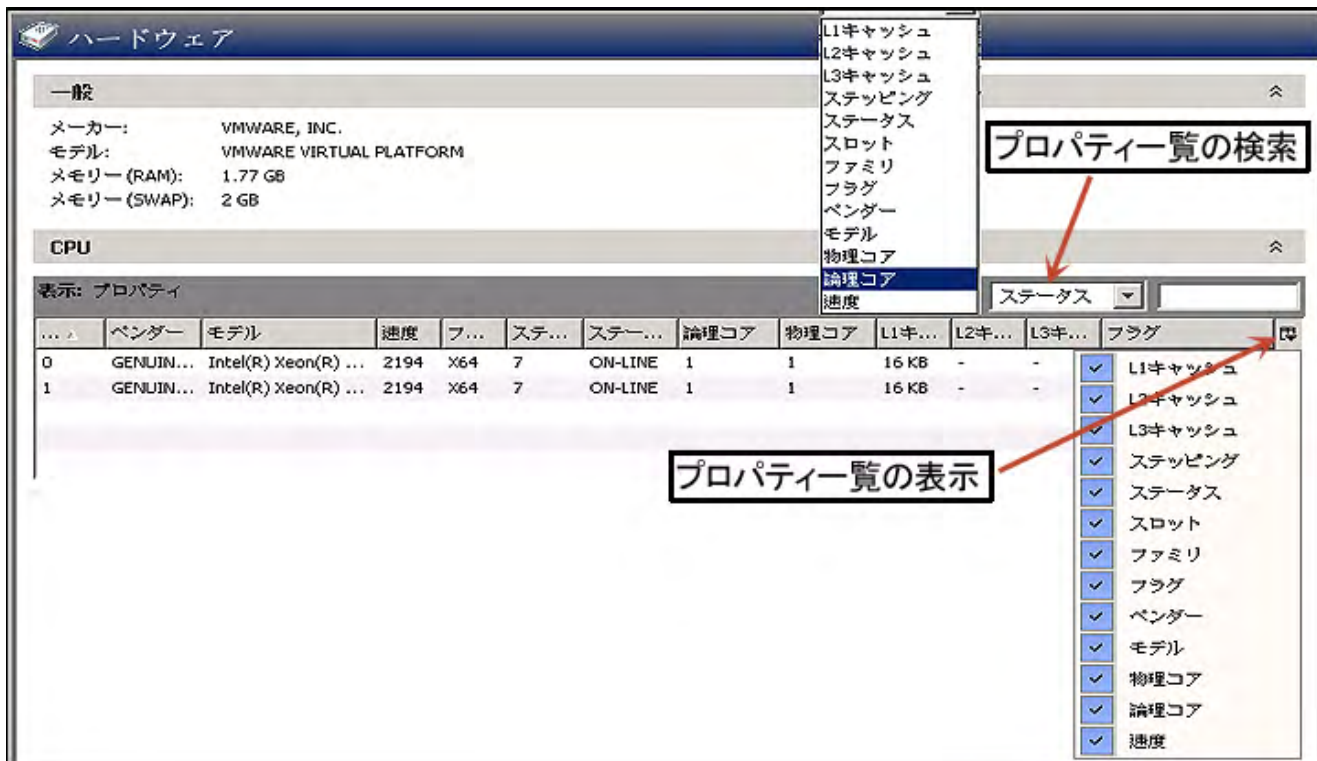 ハードウェア
L1キャッシュ
L2キャッシュ
L3キャッシュ
ステッピング
ステータス
スロット
ファミリ
フラグ
ベンダー
モデル
物理コア
論理コア
速度
一般
メーカー: VMWARE, INC.
モデル: VMWARE VIRTUAL PLATFORM
メモリー (RAM): 1.77 GB
メモリー (SWAP): 2 GB
プロパティ一覧の検索
CPU
表示: プロパティ ステータス
... ベンダー モデル 速度 フ... ステ... ステー... 論理コア 物理コア L1キ... L2キ... L3キ... フラグ
0 GENUIN... Intel(R) Xeon(R) ... 2194 X64 7 ON-LINE 1 1 16 KB - -
1 GENUIN... Intel(R) Xeon(R) ... 2194 X64 7 ON-LINE 1 1 16 KB - -
プロパティ一覧の表示
L1キャッシュ
L2キャッシュ
L3キャッシュ
ステッピング
ステータス
スロット
ファミリ
フラグ
ベンダー
モデル
物理コア
論理コア
速度